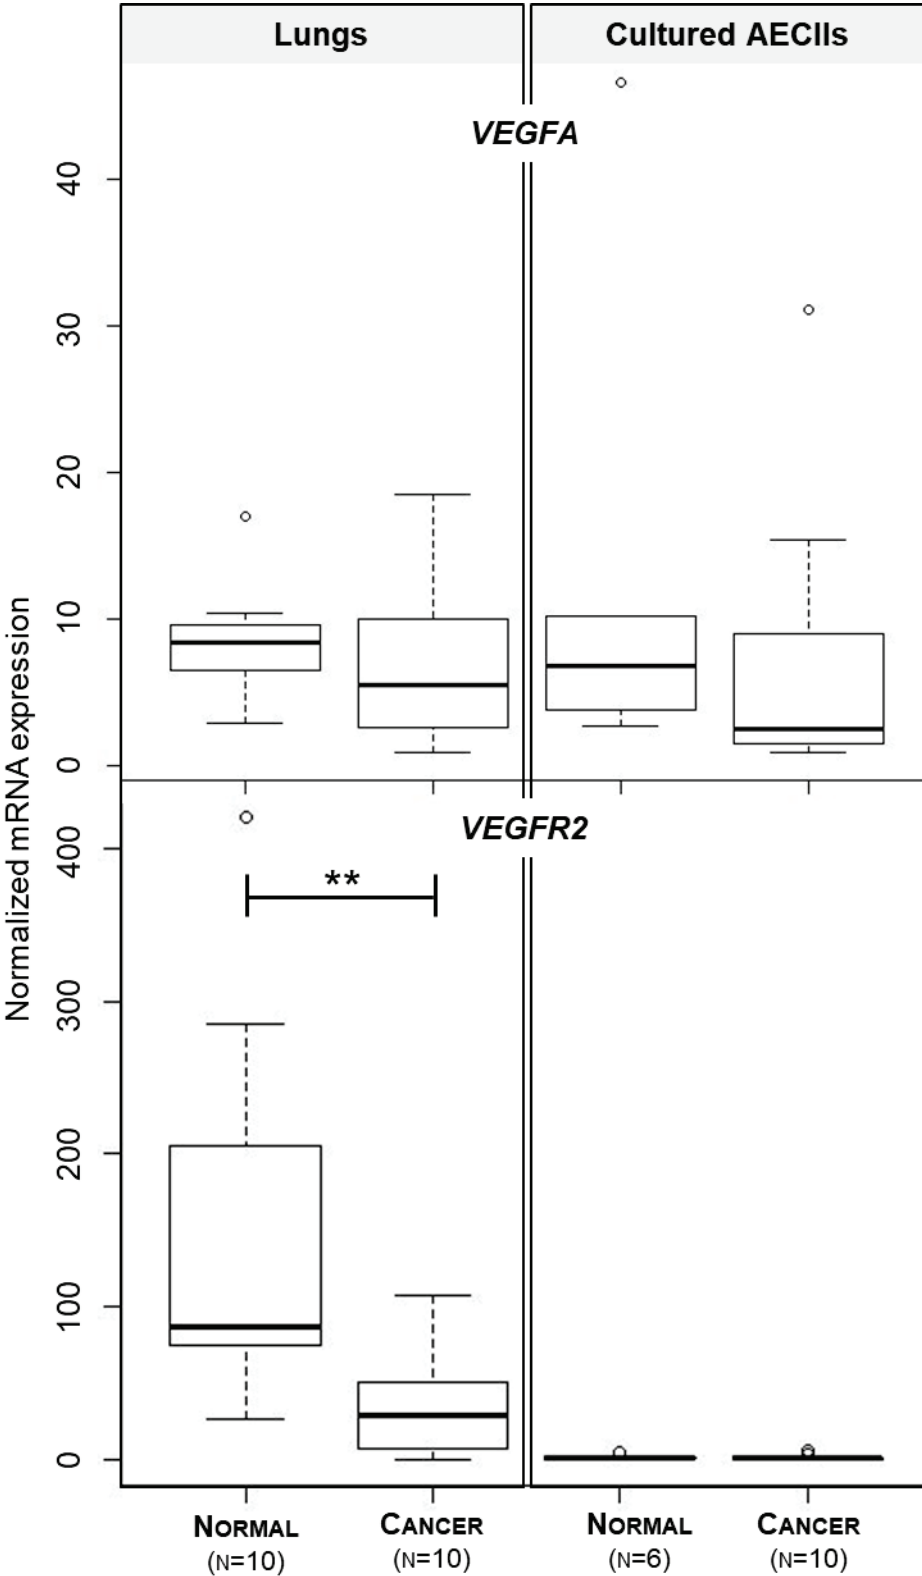 Lungs
Cultured AECIIs
VEGFA
40
30
20
10
0
Normalized mRNA expression
VEGFR2
**
400
300
200
100
0
NORMAL
(N=10)
CANCER
(N=10)
NORMAL
(N=6)
CANCER
(N=10)